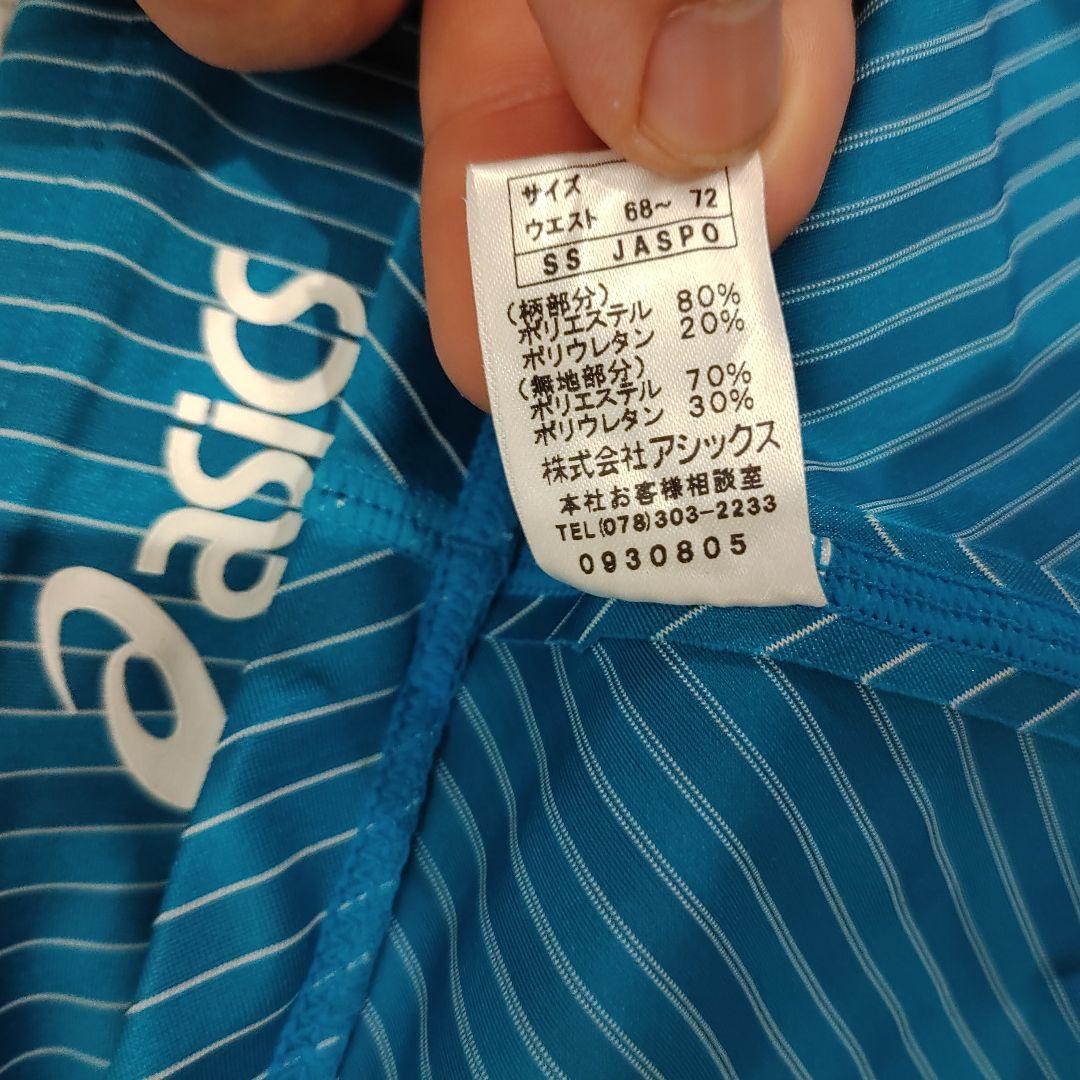 asics
サイズ
ウエスト 68〜 72
SS JASPO
(柄部分)
ポリエステル 80%
ポリウレタン 20%
(無地部分)
ポリエステル 70%
ポリウレタン 30%
株式会社アシックス
本社お客様相談室
TEL(078)303-2233
0930805